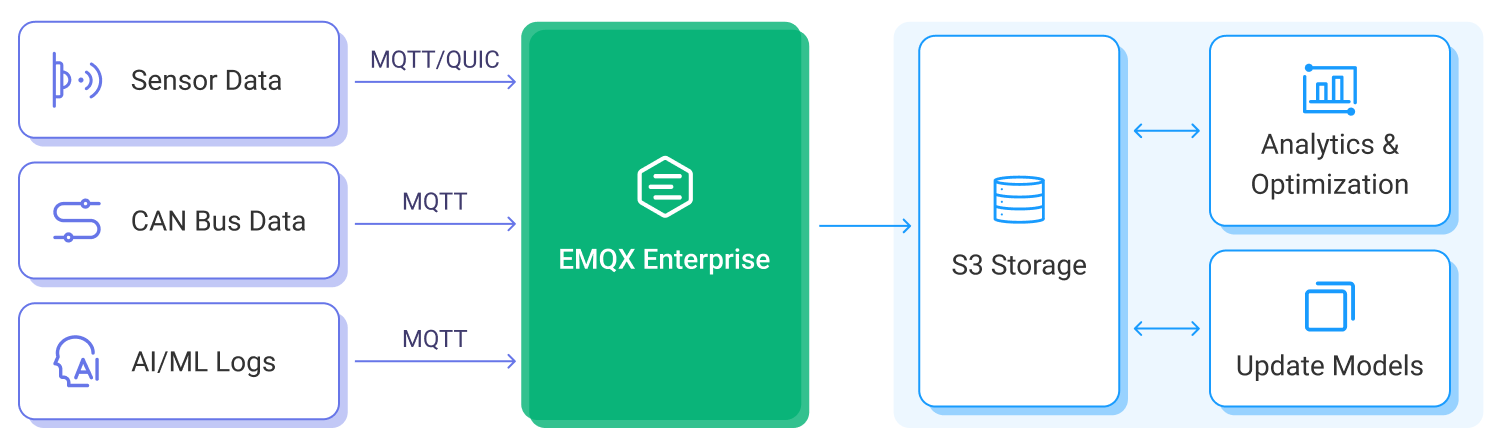 Sensor Data
MQTT/QUIC
CAN Bus Data
MQTT
AI/ML Logs
AI
MQTT
EMQX Enterprise
S3 Storage
Analytics &
Optimization
Update Models